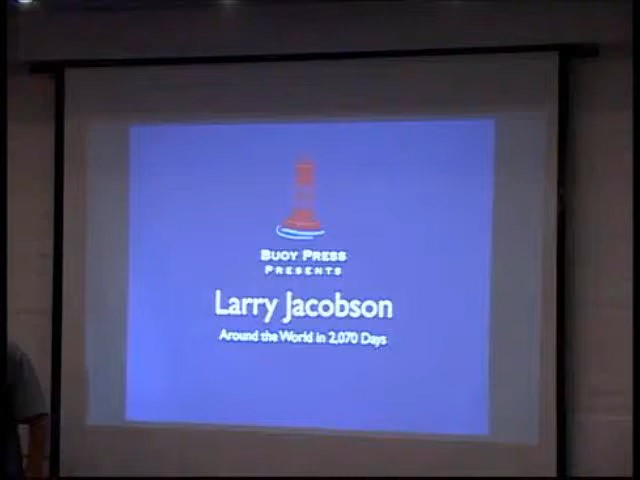 BUOY PRESS
PRESENTS
Larry Jacobson
Around the World in 2,070 Days